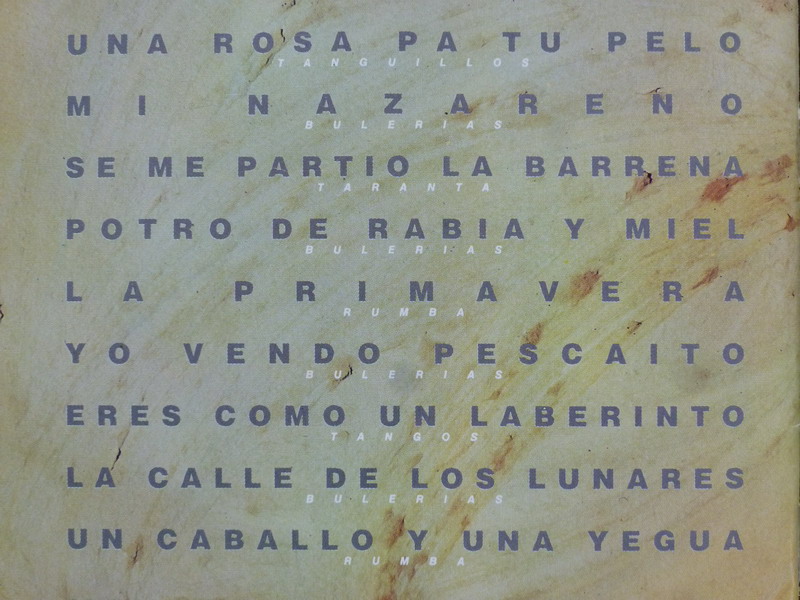 UNA ROSA PA TU PELO
TANGUILLOS
MI NAZARENO
BULERIAS
SE ME PARTIO LA BARRENA
TARANTA
POTRO DE RABIA Y MIEL
BULERIAS
LA PRIMAVERA
RUMBA
YO VENDO PESCAITO
BULERIAS
ERES COMO UN LABERINTO
TANGOS
LA CALLE DE LOS LUNARES
BULERIAS
UN CABALLO Y UNA YEGUA
RUMBA